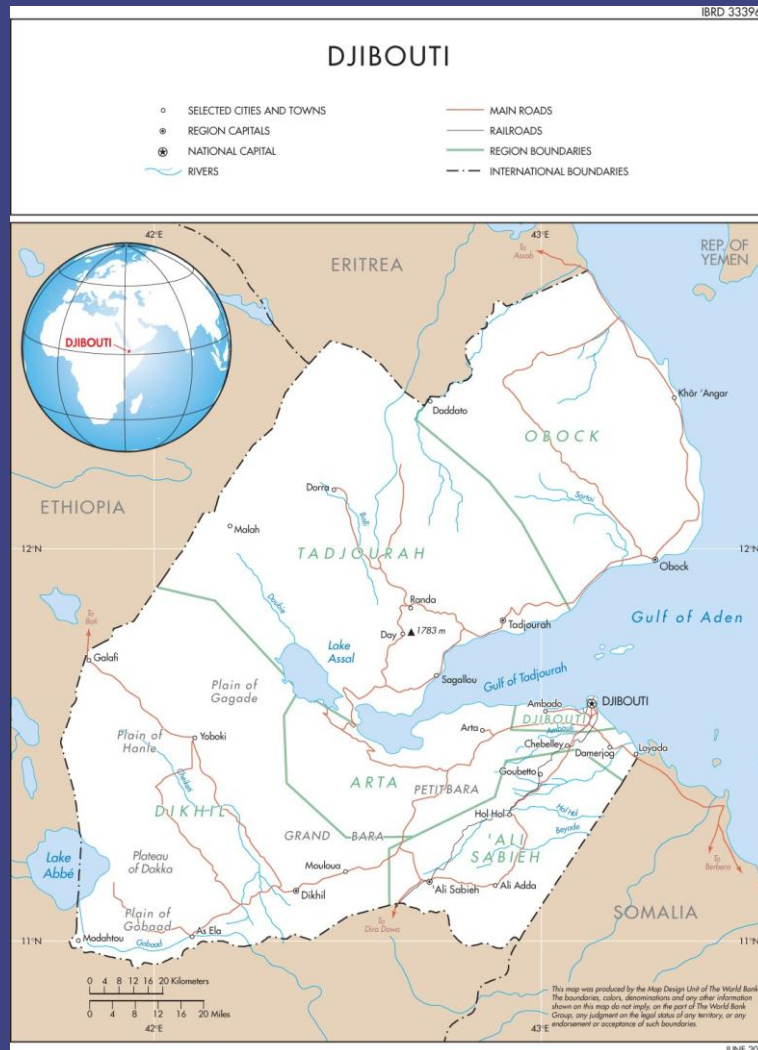 IBRD 33396
DJIBOUTI
SELECTED CITIES AND TOWNS
REGION CAPITALS
NATIONAL CAPITAL
RIVERS
MAIN ROADS
RAILROADS
REGION BOUNDARIES
INTERNATIONAL BOUNDARIES
42°E
43°E
To
Assab
REP. OF
YEMEN
ERITREA
DJIBOUTI
Khôr ‘Angar
Daddato
OBOCK
Dorra
ETHIOPIA
Malah
TADJOURAH
12°N
12°N
Obock
To
Bati
Randa
Day
1783 m
Tadjourah
Gulf of Aden
Lake
Assal
Galafi
Sagallou
Gulf of Tadjourah
Plain of
Gagade
Ambado
DJIBOUTI
DJIBOUTI
Arta
Ambouli
Yoboki
Plain of
Hanle
Chebelley
Damerjog
Loyada
Goubetto
ARTA
PETIT BARA
DIKHIL
Hol Hol
Hol Hol
GRAND BARA
'ALI
SABIEH
Beyade
Lake
Abbé
Plateau
of Dakka
Mouloua
To
Berbera
Dikhil
'Ali Sabieh
Ali Adda
Plain of
Gobaad
SOMALIA
As Ela
To
Dira Dawa
11°N
11°N
Madahtou
Gobaad
0 4 8 12 16 20 Kilometers
0 4 8 12 16 20 Miles
42°E
43°E
This map was produced by the Map Design Unit of The World Bank.
The boundaries, colors, denominations and any other information
shown on this map do not imply, on the part of The World Bank
Group, any judgment on the legal status of any territory, or any
endorsement or acceptance of such boundaries.